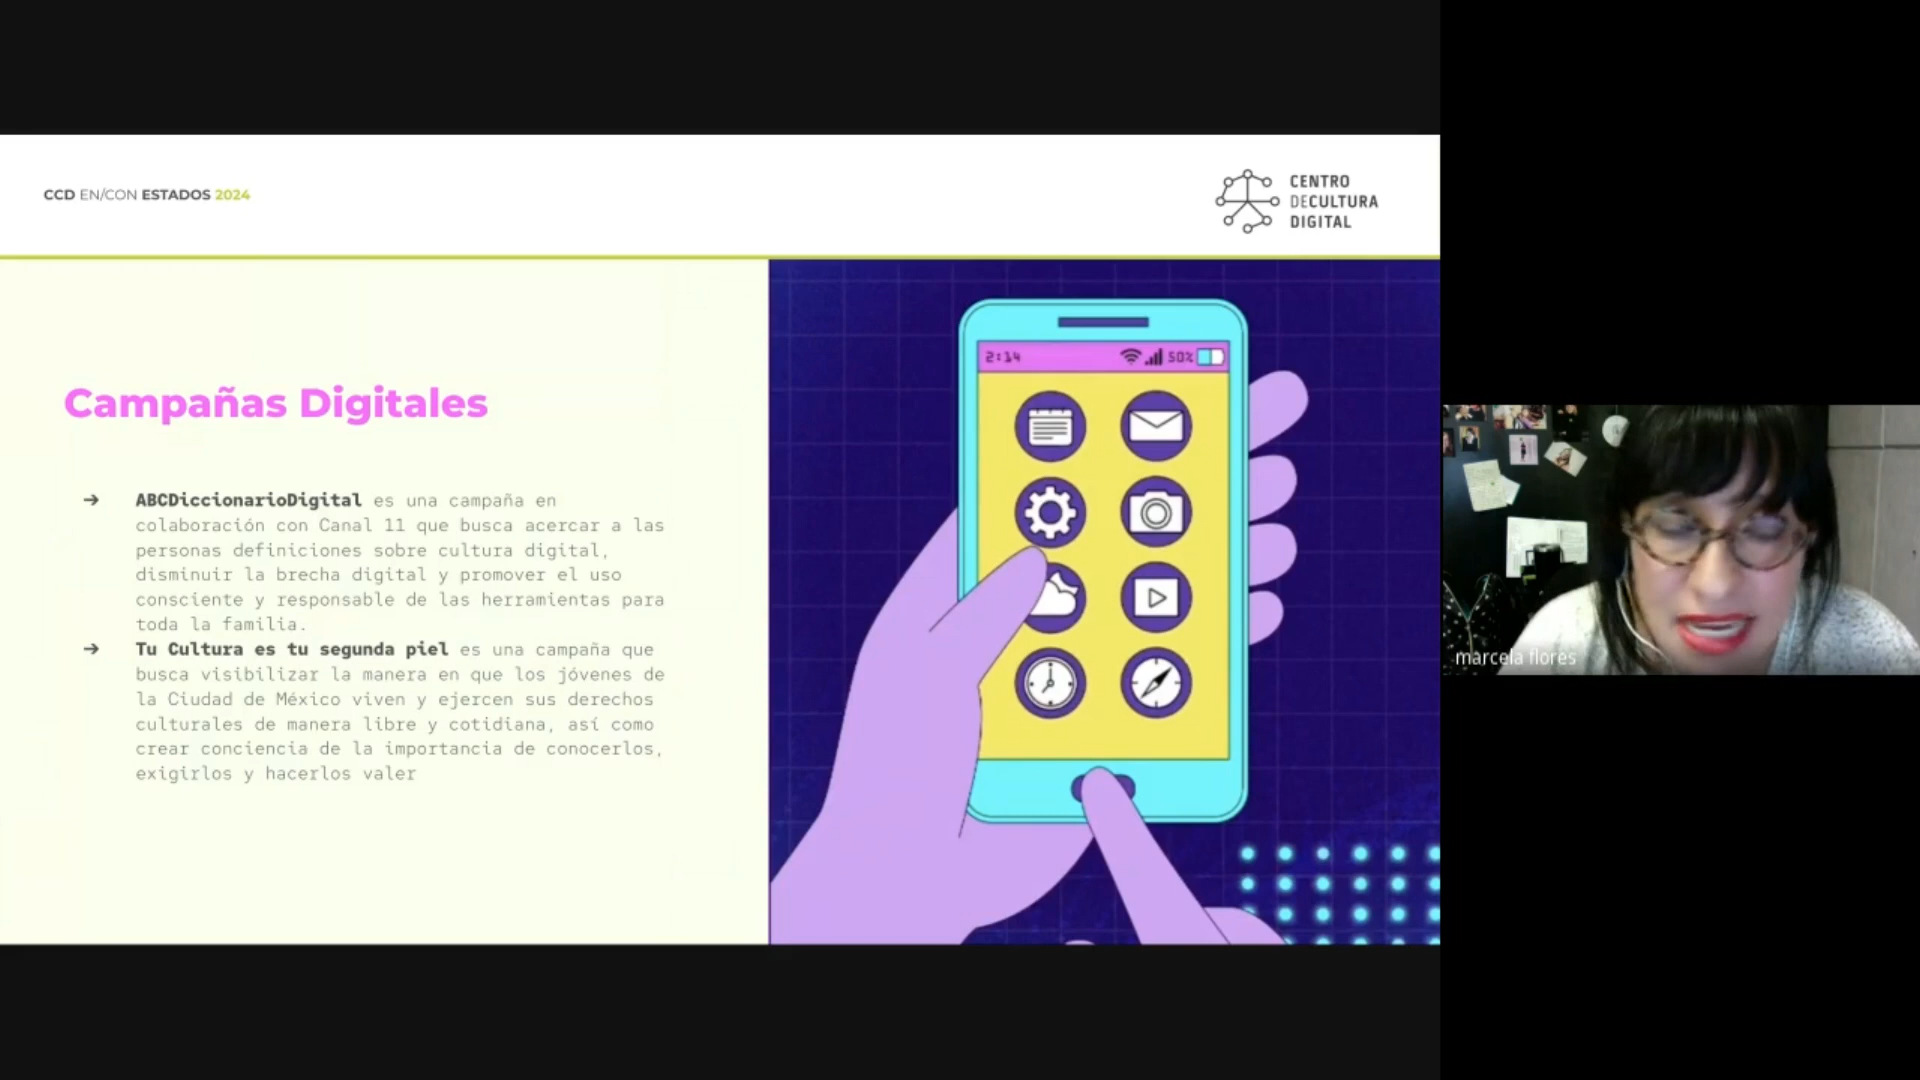 CCD EN/CON ESTADOS 2024
CENTRO
DECULTURA
DIGITAL
Campañas Digitales
→ ABCDiccionarioDigital es una campaña en
colaboración con Canal 11 que busca acercar a las
personas definiciones sobre cultura digital,
disminuir la brecha digital y promover el uso
consciente y responsable de las herramientas para
toda la familia.
→ Tu Cultura es tu segunda piel es una campaña que
busca visibilizar la manera en que los jóvenes de
la Ciudad de México viven y ejercen sus derechos
culturales de manera libre y cotidiana, así como
crear conciencia de la importancia de conocerlos,
exigirlos y hacerlos valer
2:14 50%
marcela flores